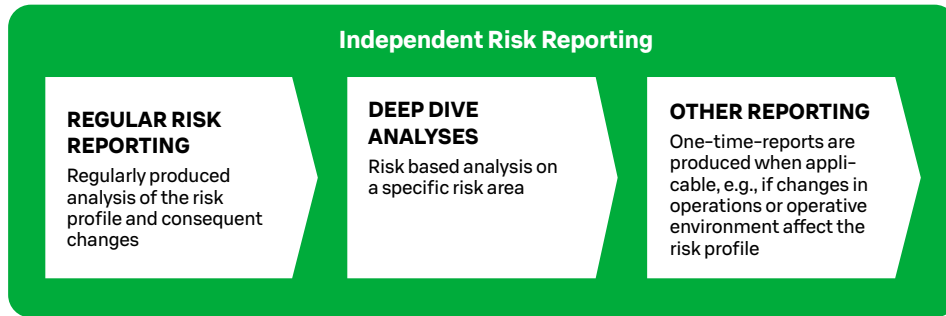 Independent Risk Reporting
REGULAR RISK
REPORTING
Regularly produced
analysis of the risk
profile and consequent
changes
DEEP DIVE
ANALYSES
Risk based analysis on
a specific risk area
OTHER REPORTING
One-time-reports are
produced when appli-
cable, e.g., if changes in
operations or operative
environment affect the
risk profile